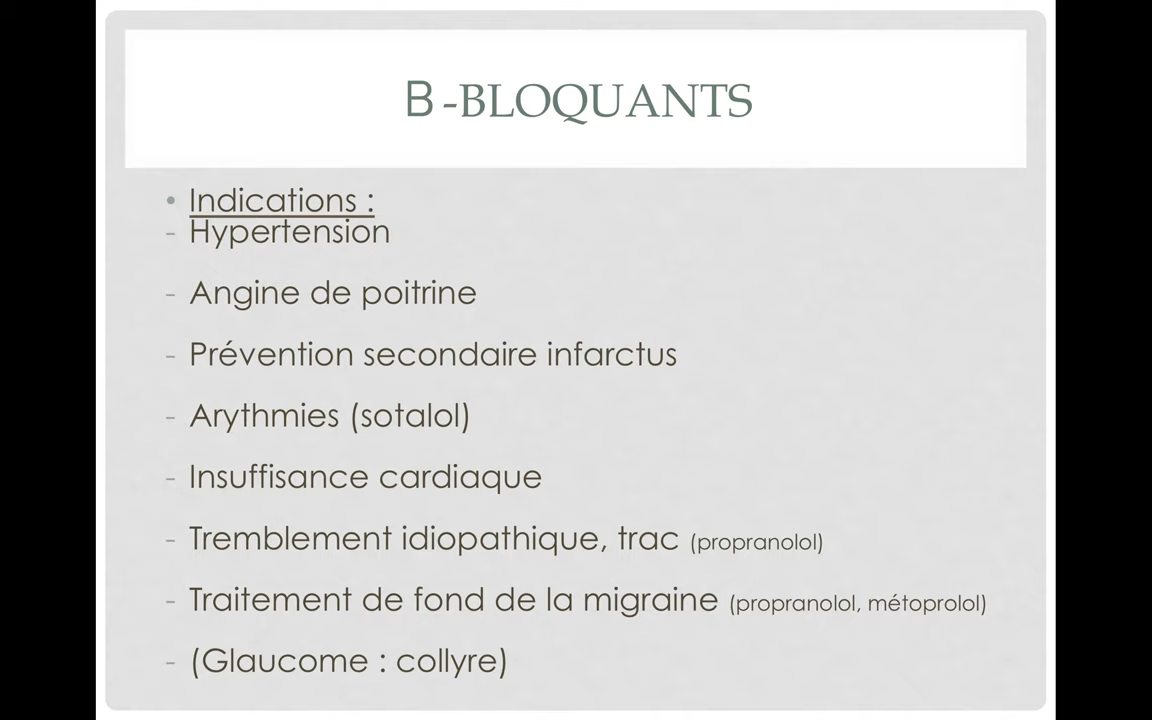 B-BLOQUANTS
• Indications :
- Hypertension
- Angine de poitrine
- Prévention secondaire infarctus
- Arythmies (sotalol)
- Insuffisance cardiaque
- Tremblement idiopathique, trac (propranolol)
- Traitement de fond de la migraine (propranolol, métoprolol)
- (Glaucome : collyre)